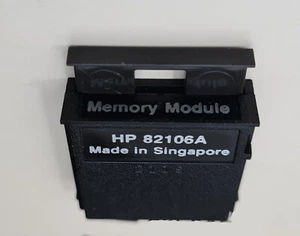 Memory Module
HP 82106A
Made in Singapore